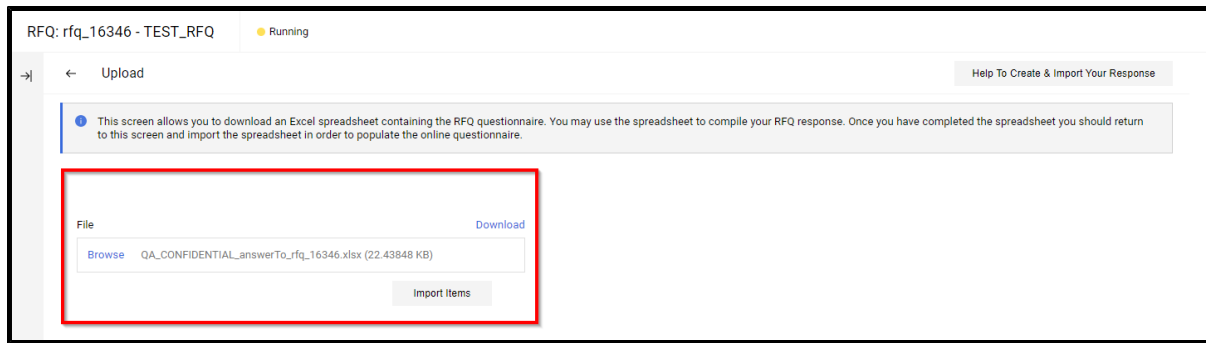 RFQ: rfq_16346 - TEST_RFQ
Running
Upload
Help To Create & Import Your Response
This screen allows you to download an Excel spreadsheet containing the RFQ questionnaire. You may use the spreadsheet to compile your RFQ response. Once you have completed the spreadsheet you should return
to this screen and import the spreadsheet in order to populate the online questionnaire.
File
Download
Browse QA_CONFIDENTIAL_answerTo_rfq_16346.xlsx (22.43848 KB)
Import Items